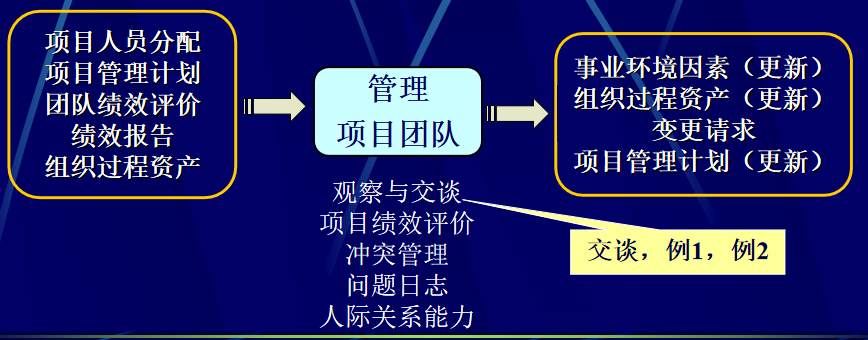 项目人员分配
项目管理计划
团队绩效评价
绩效报告
组织过程资产
管理
项目团队
观察与交谈
项目绩效评价
冲突管理
问题日志
人际关系能力
事业环境因素（更新）
组织过程资产（更新）
变更请求
项目管理计划（更新）
交谈，例1，例2